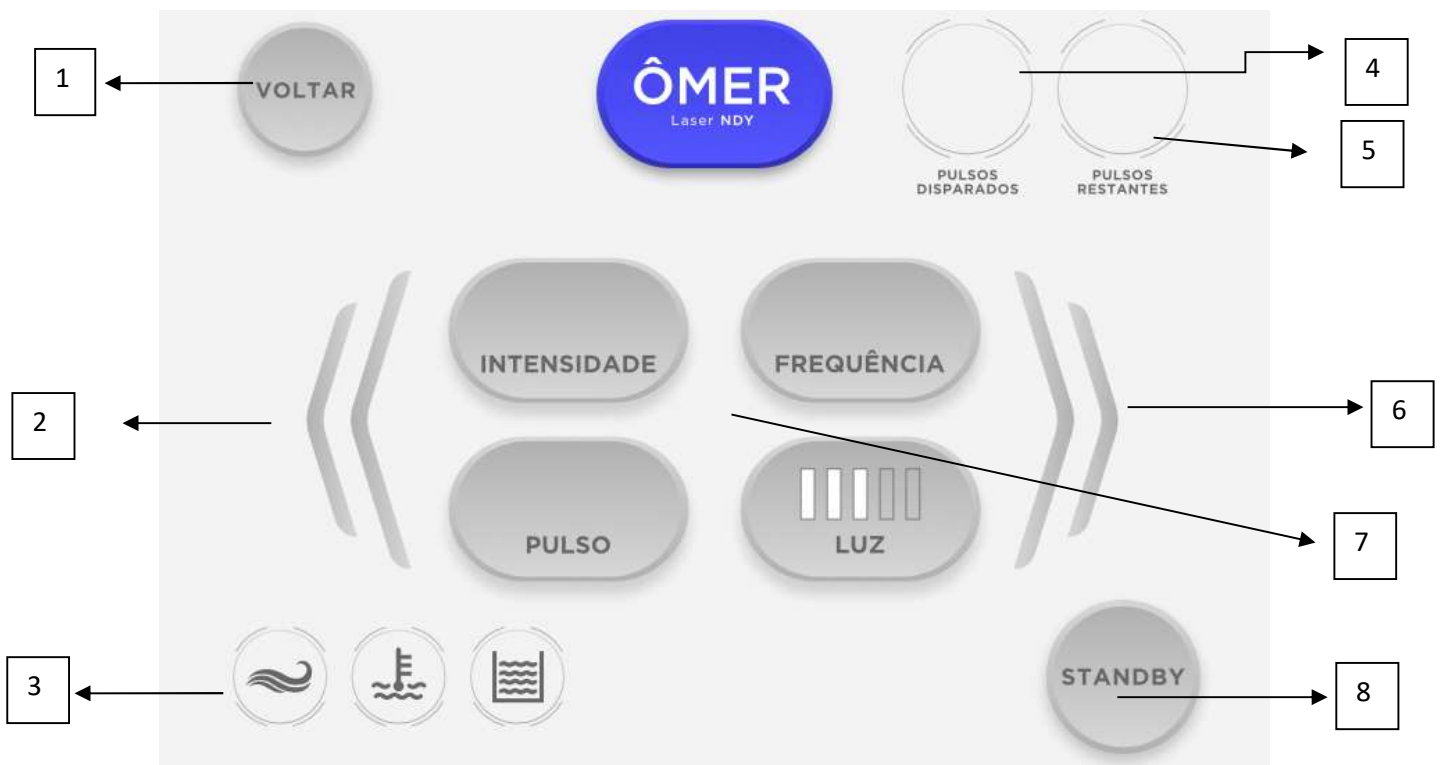 1
VOLTAR
ÔMER
Laser NDY
4
5
PULSOS
DISPARADOS
PULSOS
RESTANTES
INTENSIDADE
FREQUÊNCIA
2
6
PULSO
LUZ
7
3
STANDBY
8